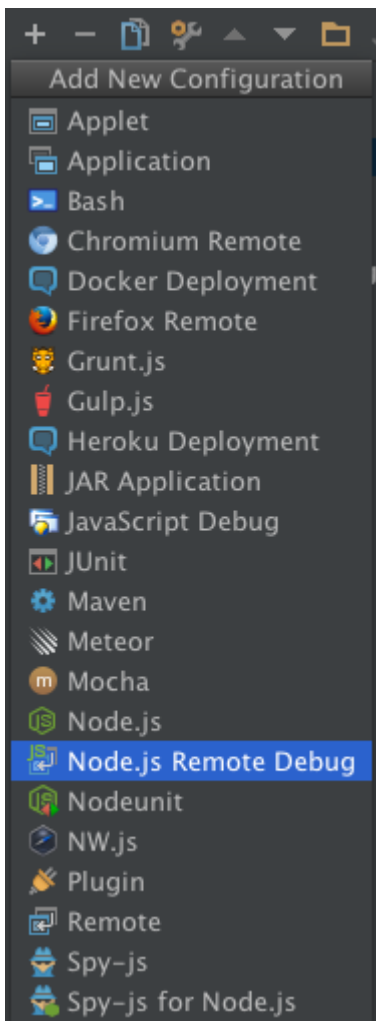 Add New Configuration
Applet
Application
Bash
Chromium Remote
Docker Deployment
Firefox Remote
Grunt.js
Gulp.js
Heroku Deployment
JAR Application
JavaScript Debug
JUnit
Maven
Meteor
Mocha
Node.js
Node.js Remote Debug
Nodeunit
NW.js
Plugin
Remote
Spy-js
Spy-js for Node.js